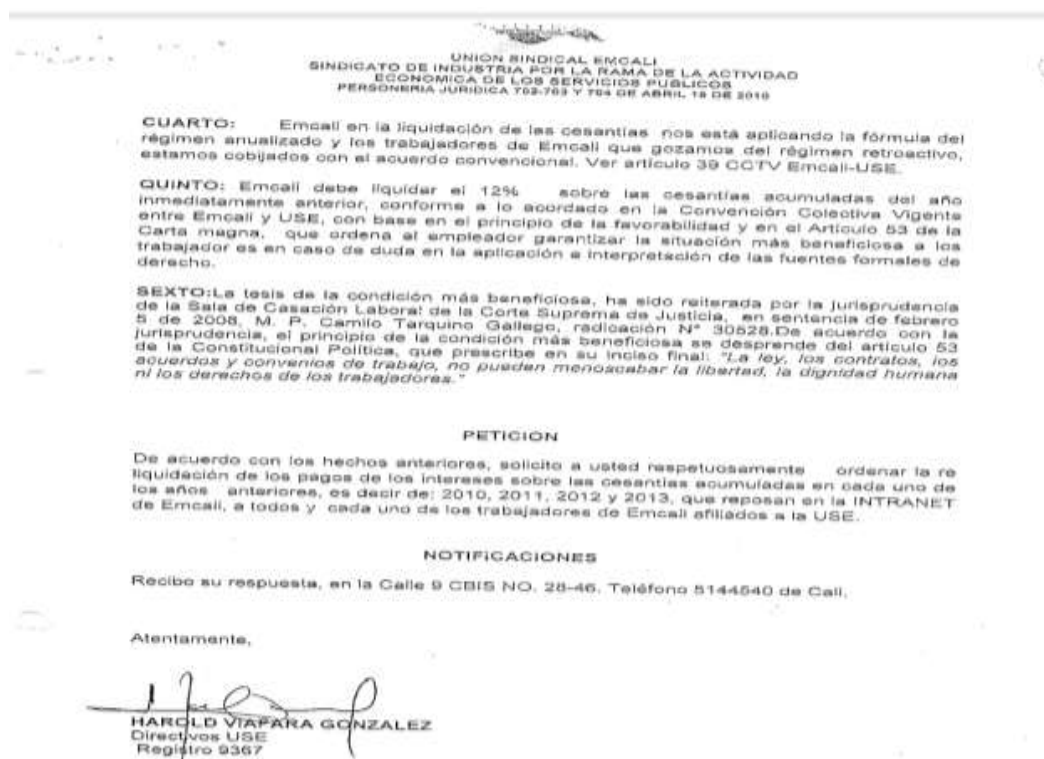 UNION SINDICAL EMCALI
SINDICATO DE INDUSTRIA POR LA RAMA DE LA ACTIVIDAD
ECONOMICA DE LOS SERVICIOS PUBLICOS
PERSONERIA JURIDICA 702-703 Y 704 DE ABRIL 19 DE 2010
CUARTO: Emcali en la liquidación de las cesantías nos está aplicando la fórmula del
régimen anualizado y los trabajadores de Emcali que gozamos del régimen retroactivo,
estamos cobijados con el acuerdo convencional. Ver artículo 39 CCTV Emcali-USE.
QUINTO: Emcali debe liquidar el 12% sobre las cesantías acumuladas del año
inmediatamente anterior, conforme a lo acordado en la Convención Colectiva Vigente
entre Emcali y USE, con base en el principio de la favorabilidad y en el Artículo 53 de la
Carta magna, que ordena al empleador garantizar la situación más beneficiosa a los
trabajador es en caso de duda en la aplicación e interpretación de las fuentes formales de
derecho.
SEXTO:La tesis de la condición más beneficiosa, ha sido reiterada por la jurisprudencia
de la Sala de Casación Laboral de la Corte Suprema de Justicia, en sentencia de febrero
5 de 2008, M. P. Camilo Tarquino Gallego, radicación N° 30528.De acuerdo con la
jurisprudencia, el principio de la condición más beneficiosa se desprende del artículo 53
de la Constitucional Política, que prescribe en su inciso final: "La ley, los contratos, los
acuerdos y convenios de trabajo, no pueden menoscabar la libertad, la dignidad humana
ni los derechos de los trabajadores."
PETICION
De acuerdo con los hechos anteriores, solicito a usted respetuosamente ordenar la re
liquidación de los pagos de los intereses sobre las cesantías acumuladas en cada uno de
los años anteriores, es decir de: 2010, 2011, 2012 y 2013, que reposan en la INTRANET
de Emcali, a todos y cada uno de los trabajadores de Emcali afiliados a la USE.
NOTIFiCACIONES
Recibo su respuesta, en la Calle 9 CBIS NO. 28-46. Teléfono 5144540 de Cali.
Atentamente,
HAROLD VIAFARA GONZALEZ
Directivos USE
Registro 9367